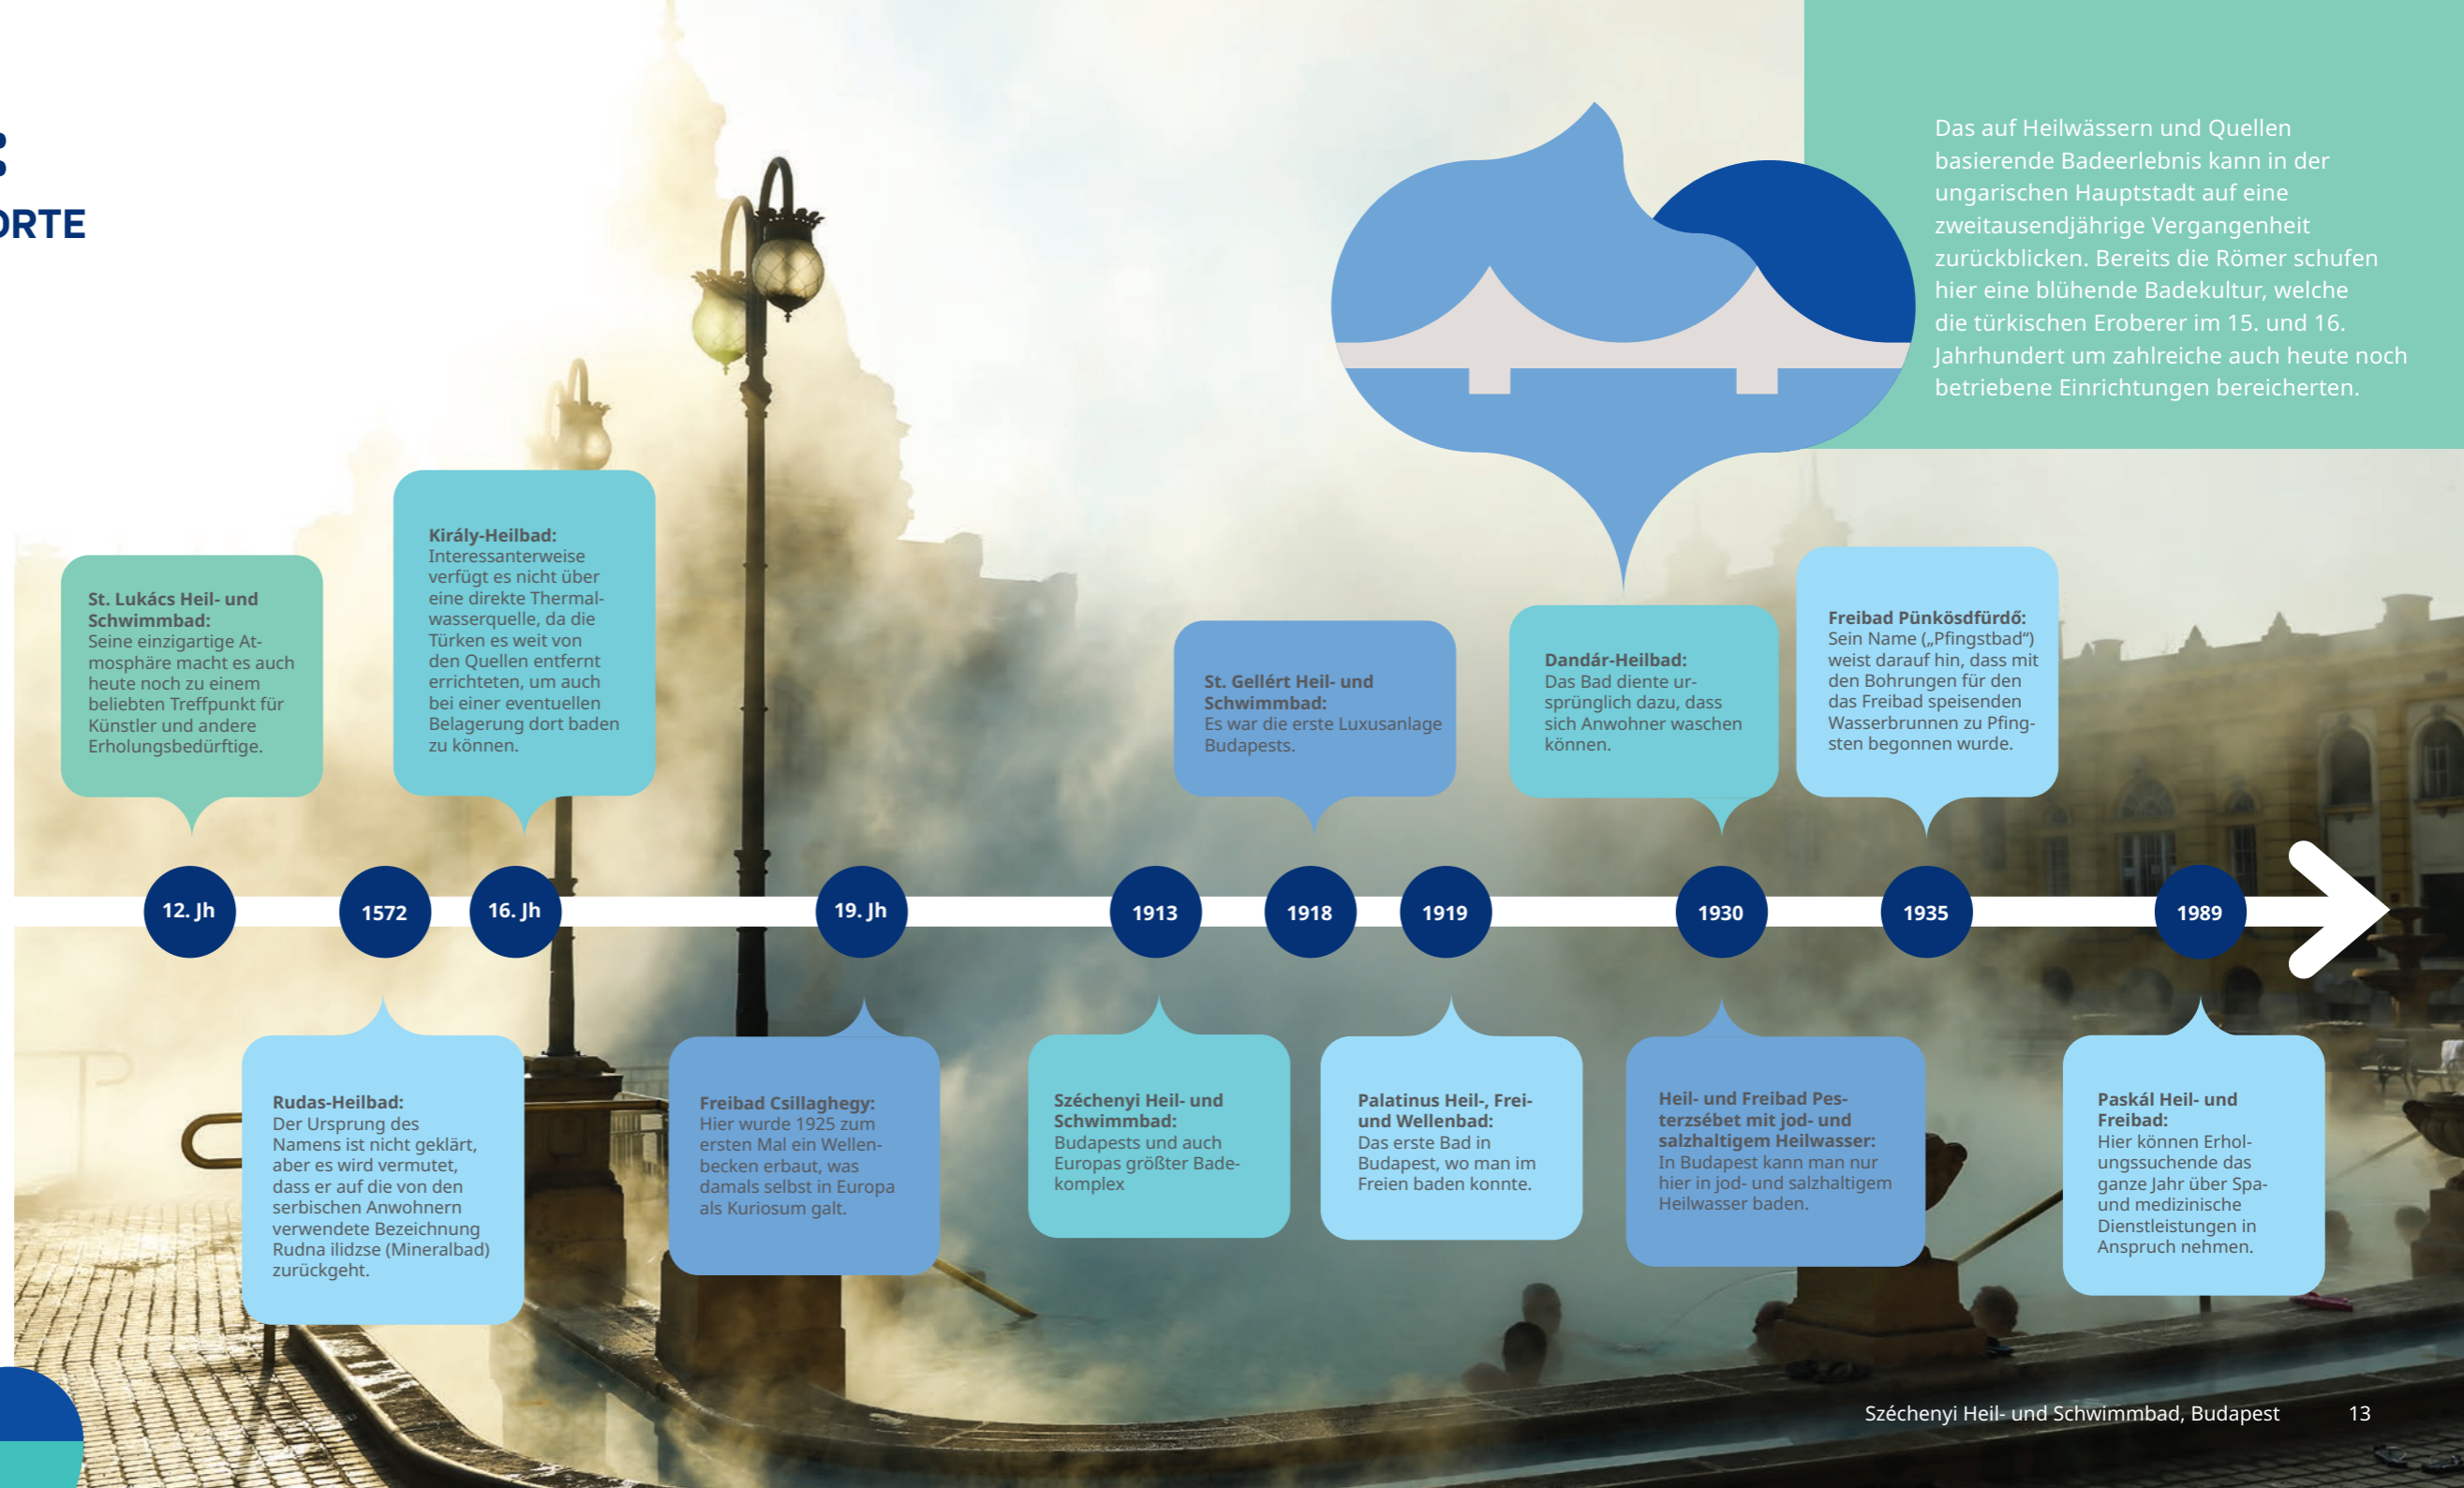 :
ORTE
Das auf Heilwässern und Quellen
basierende Badeerlebnis kann in der
ungarischen Hauptstadt auf eine
zweitausendjährige Vergangenheit
zurückblicken. Bereits die Römer schufen
hier eine blühende Badekultur, welche
die türkischen Eroberer im 15. und 16.
Jahrhundert um zahlreiche auch heute noch
betriebene Einrichtungen bereicherten.
St. Lukács Heil- und
Schwimmbad:
Seine einzigartige At-
mosphäre macht es auch
heute noch zu einem
beliebten Treffpunkt für
Künstler und andere
Erholungsbedürftige.
Király-Heilbad:
Interessanterweise
verfügt es nicht über
eine direkte Thermal-
wasserquelle, da die
Türken es weit von
den Quellen entfernt
errichteten, um auch
bei einer eventuellen
Belagerung dort baden
zu können.
St. Gellért Heil- und
Schwimmbad:
Es war die erste Luxusanlage
Budapests.
Dandár-Heilbad:
Das Bad diente ur-
sprünglich dazu, dass
sich Anwohner waschen
können.
Freibad Pünkösdfürdő:
Sein Name („Pfingstbad“)
weist darauf hin, dass mit
den Bohrungen für den
das Freibad speisenden
Wasserbrunnen zu Pfing-
sten begonnen wurde.
12. Jh
1572
16. Jh
19. Jh
1913
1918
1919
1930
1935
1989
Rudas-Heilbad:
Der Ursprung des
Namens ist nicht geklärt,
aber es wird vermutet,
dass er auf die von den
serbischen Anwohnern
verwendete Bezeichnung
Rudna ilidzse (Mineralbad)
zurückgeht.
Freibad Csillaghegy:
Hier wurde 1925 zum
ersten Mal ein Wellen-
becken erbaut, was
damals selbst in Europa
als Kuriosum galt.
Széchenyi Heil- und
Schwimmbad:
Budapests und auch
Europas größter Bade-
komplex
Palatinus Heil-, Frei-
und Wellenbad:
Das erste Bad in
Budapest, wo man im
Freien baden konnte.
Heil- und Freibad Pes-
terzsébet mit jod- und
salzhaltigem Heilwasser:
In Budapest kann man nur
hier in jod- und salzhaltigem
Heilwasser baden.
Paskál Heil- und
Freibad:
Hier können Erhol-
ungssuchende das
ganze Jahr über Spa-
und medizinische
Dienstleistungen in
Anspruch nehmen.
Széchenyi Heil- und Schwimmbad, Budapest
13